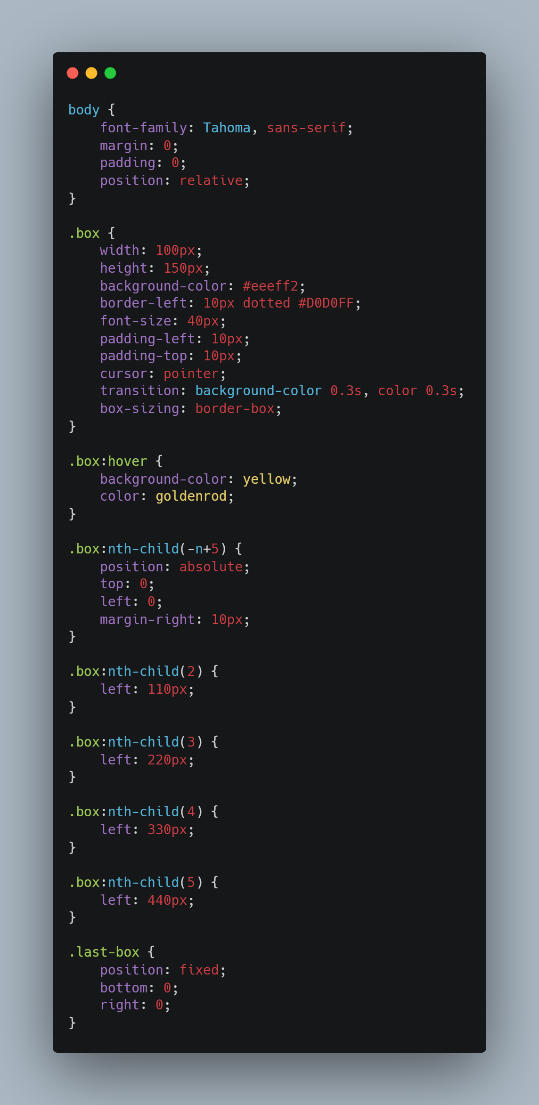 body {
    font-family: Tahoma, sans-serif;
    margin: 0;
    padding: 0;
    position: relative;
}

.box {
    width: 100px;
    height: 150px;
    background-color: #eeeff2;
    border-left: 10px dotted #D0D0FF;
    font-size: 40px;
    padding-left: 10px;
    padding-top: 10px;
    cursor: pointer;
    transition: background-color 0.3s, color 0.3s;
    box-sizing: border-box;
}

.box:hover {
    background-color: yellow;
    color: goldenrod;
}

.box:nth-child(-n+5) {
    position: absolute;
    top: 0;
    left: 0;
    margin-right: 10px;
}

.box:nth-child(2) {
    left: 110px;
}

.box:nth-child(3) {
    left: 220px;
}

.box:nth-child(4) {
    left: 330px;
}

.box:nth-child(5) {
    left: 440px;
}

.last-box {
    position: fixed;
    bottom: 0;
    right: 0;
}